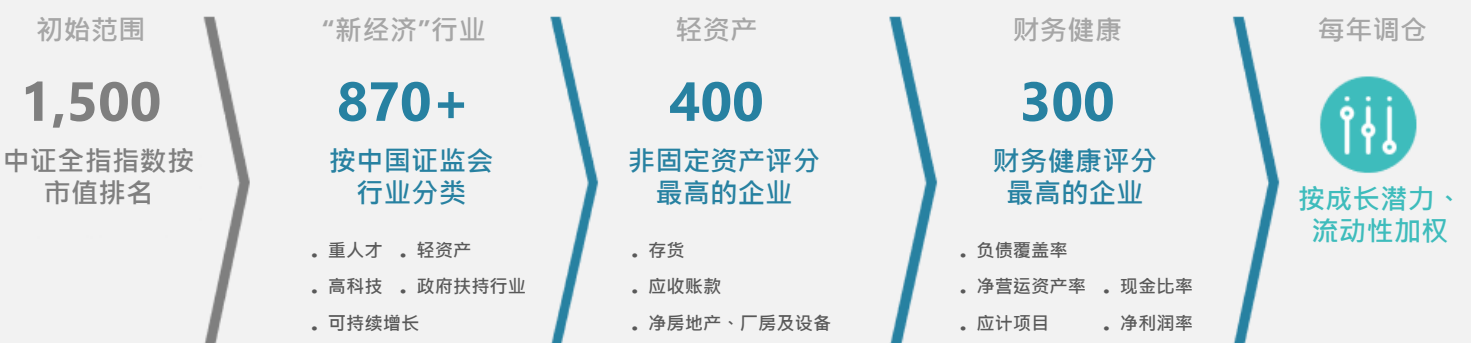 初始范围
1,500
中证全指指数按
市值排名
“新经济”行业
870+
按中国证监会
行业分类
. 重人才 . 轻资产
. 高科技 . 政府扶持行业
. 可持续增长
轻资产
400
非固定资产评分
最高的企业
. 存货
. 应收账款
. 净房地产、厂房及设备
财务健康
300
财务健康评分
最高的企业
. 负债覆盖率
. 净营运资产率 . 现金比率
. 应计项目 . 净利润率
每年调仓
按成长潜力、
流动性加权